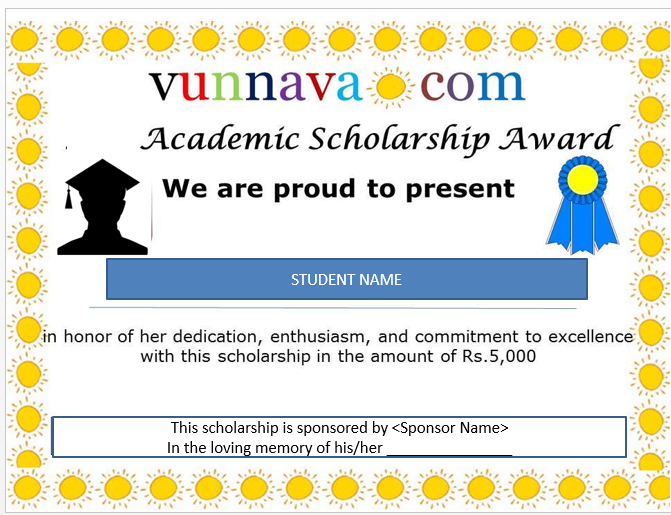 vunnava com
Academic Scholarship Award
We are proud to present
STUDENT NAME
in honor of her dedication, enthusiasm, and commitment to excellence
with this scholarship in the amount of Rs.5,000
This scholarship is sponsored by <Sponsor Name>
In the loving memory of his/her _______________